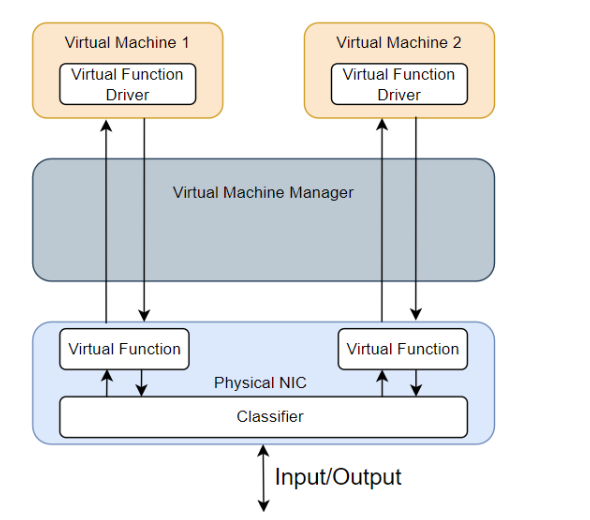 Virtual Machine 1
Virtual Function
Driver
Virtual Machine 2
Virtual Function
Driver
Virtual Machine Manager
Virtual Function
Virtual Function
Physical NIC
Classifier
Input/Output